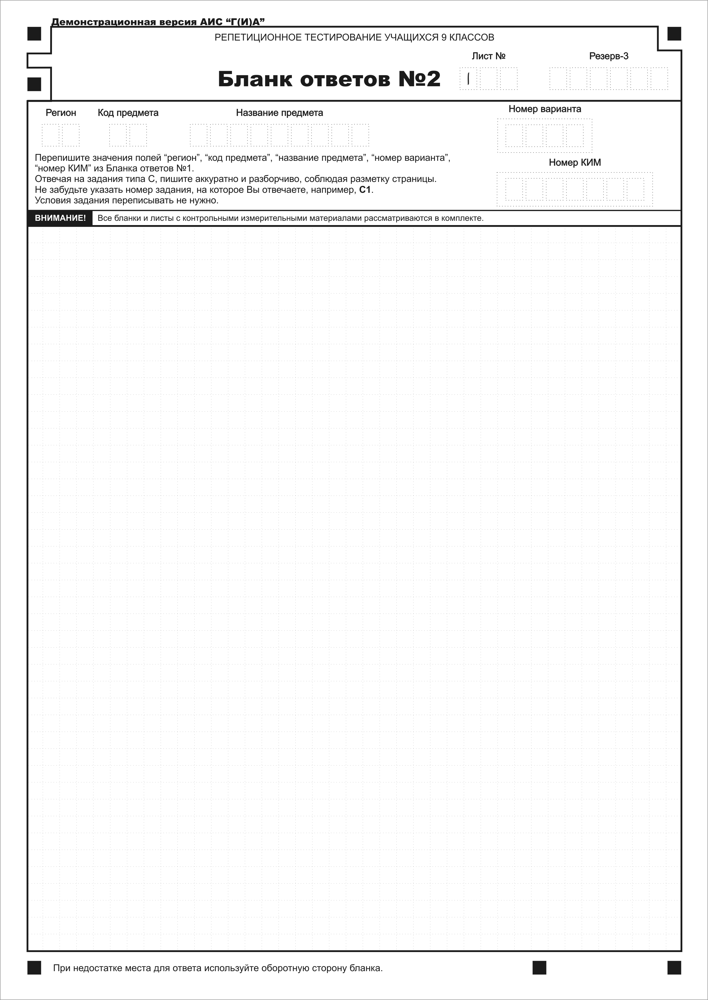 Демонстрационная версия АИС “Г(И)А”
РЕПЕТИЦИОННОЕ ТЕСТИРОВАНИЕ УЧАЩИХСЯ 9 КЛАССОВ
Лист № Резерв-3
Бланк ответов №2 1
Регион Код предмета Название предмета Номер варианта
Перепишите значения полей “регион”, “код предмета”, “название предмета”, “номер варианта”,
“номер КИМ” из Бланка ответов №1.
Отвечая на задания типа С, пишите аккуратно и разборчиво, соблюдая разметку страницы.
Не забудьте указать номер задания, на которое Вы отвечаете, например, С1.
Условия задания переписывать не нужно.
Номер КИМ
ВНИМАНИЕ! Все бланки и листы с контрольными измерительными материалами рассматриваются в комплекте.
При недостатке места для ответа используйте оборотную сторону бланка.